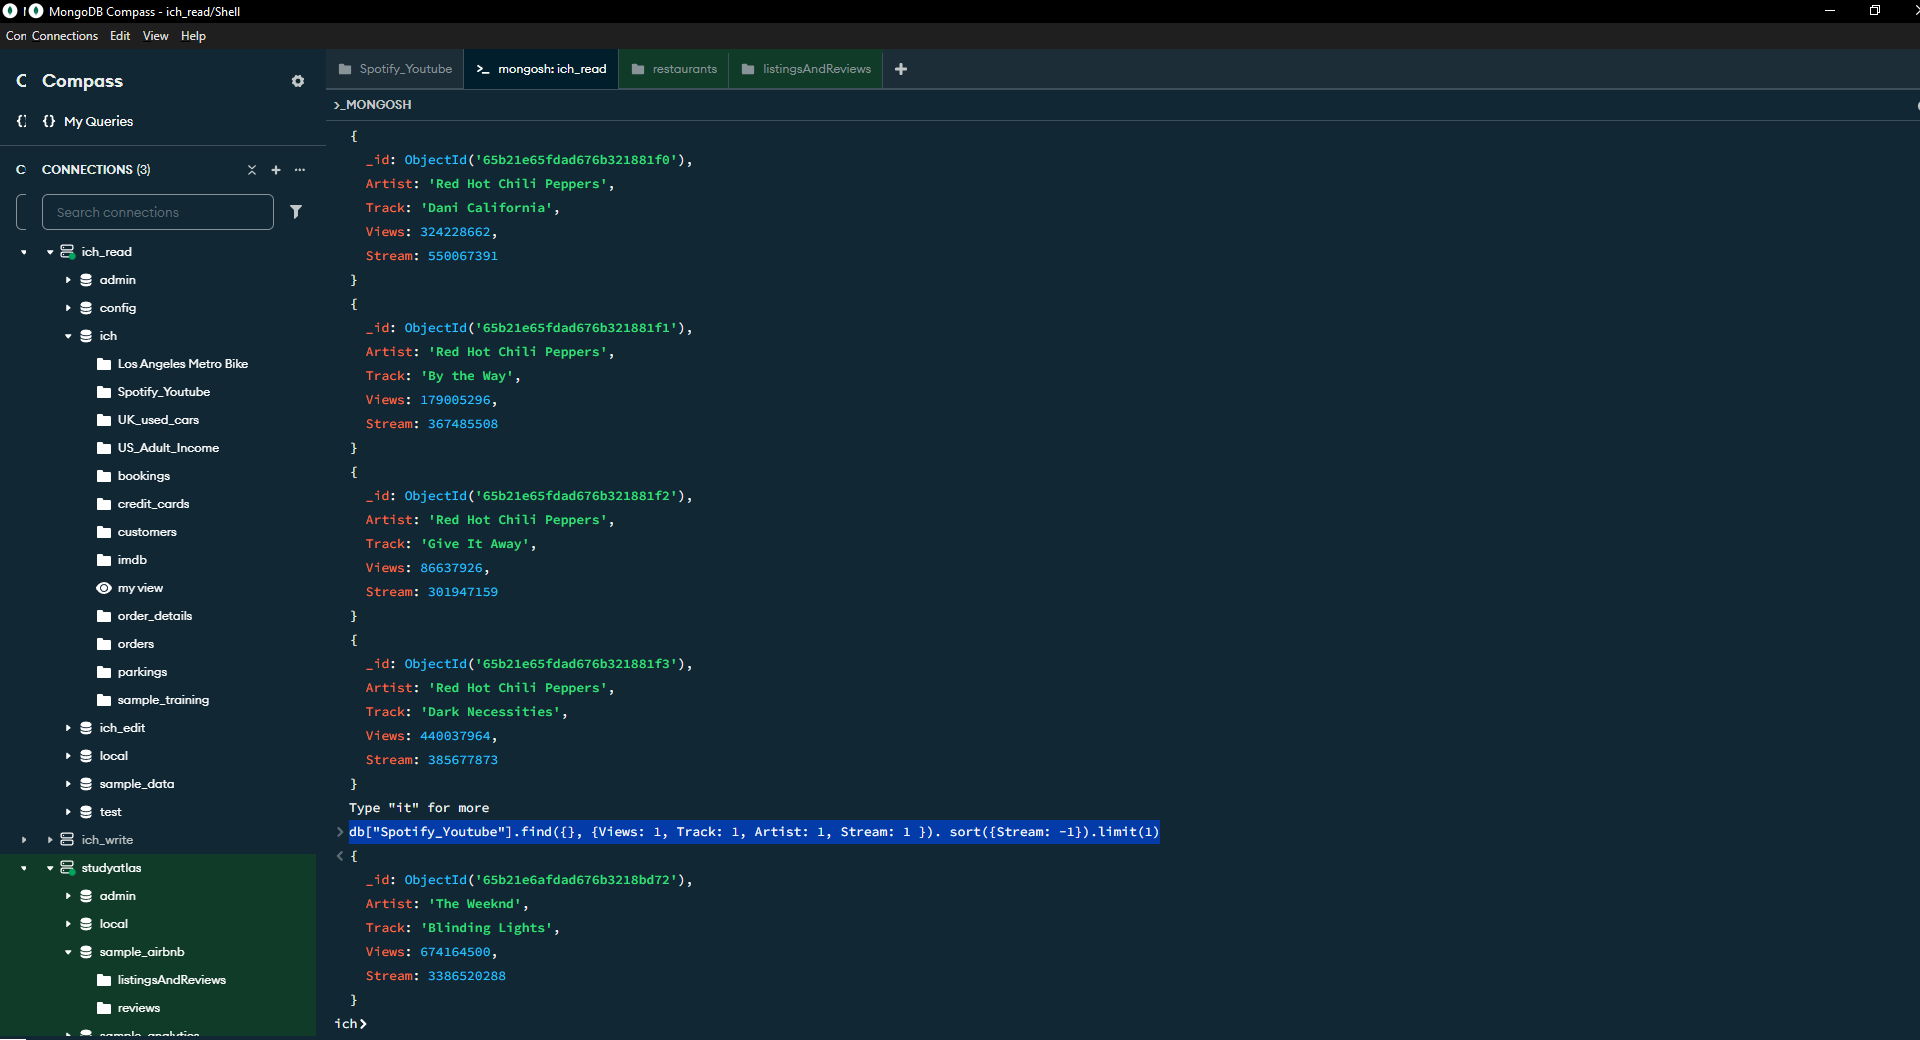 MongoDB Compass - ich_read/Shell
Con Connections Edit View Help
C Compass
{} {} My Queries
C CONNECTIONS (3)
Search connections
ich_read
admin
config
ich
Los Angeles Metro Bike
Spotify_Youtube
UK_used_cars
US_Adult_Income
bookings
credit_cards
customers
imdb
my view
order_details
orders
parkings
sample_training
ich_edit
local
sample_data
test
ich_write
studyatlas
admin
local
sample_airbnb
listingsAndReviews
reviews
sample_analytics
Spotify_Youtube
>_ mongosh: ich_read
restaurants
listingsAndReviews
+
>_MONGOSH
{
_id: ObjectId('65b21e65fdad676b321881f0'),
Artist: 'Red Hot Chili Peppers',
Track: 'Dani California',
Views: 324228662,
Stream: 550067391
}
{
_id: ObjectId('65b21e65fdad676b321881f1'),
Artist: 'Red Hot Chili Peppers',
Track: 'By the Way',
Views: 179005296,
Stream: 367485508
}
{
_id: ObjectId('65b21e65fdad676b321881f2'),
Artist: 'Red Hot Chili Peppers',
Track: 'Give It Away',
Views: 86637926,
Stream: 301947159
}
{
_id: ObjectId('65b21e65fdad676b321881f3'),
Artist: 'Red Hot Chili Peppers',
Track: 'Dark Necessities',
Views: 440037964,
Stream: 385677873
}
Type "it" for more
> db["Spotify_Youtube"].find({}, {Views: 1, Track: 1, Artist: 1, Stream: 1 }). sort({Stream: -1}).limit(1)
< {
_id: ObjectId('65b21e6afdad676b3218bd72'),
Artist: 'The Weeknd',
Track: 'Blinding Lights',
Views: 674164500,
Stream: 3386520288
}
ich>